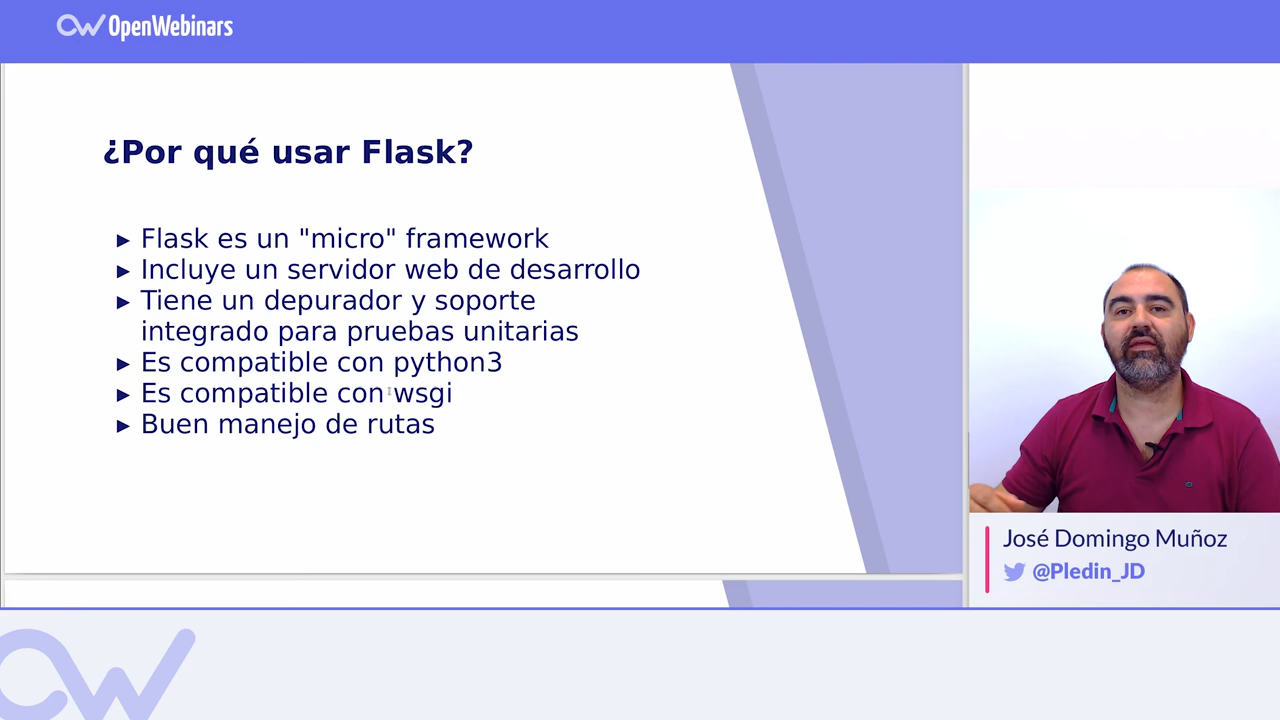 OpenWebinars
¿Por qué usar Flask?
▸ Flask es un "micro" framework
▸ Incluye un servidor web de desarrollo
▸ Tiene un depurador y soporte
integrado para pruebas unitarias
▸ Es compatible con python3
▸ Es compatible con wsgi
▸ Buen manejo de rutas
José Domingo Muñoz
@Pledin_JD